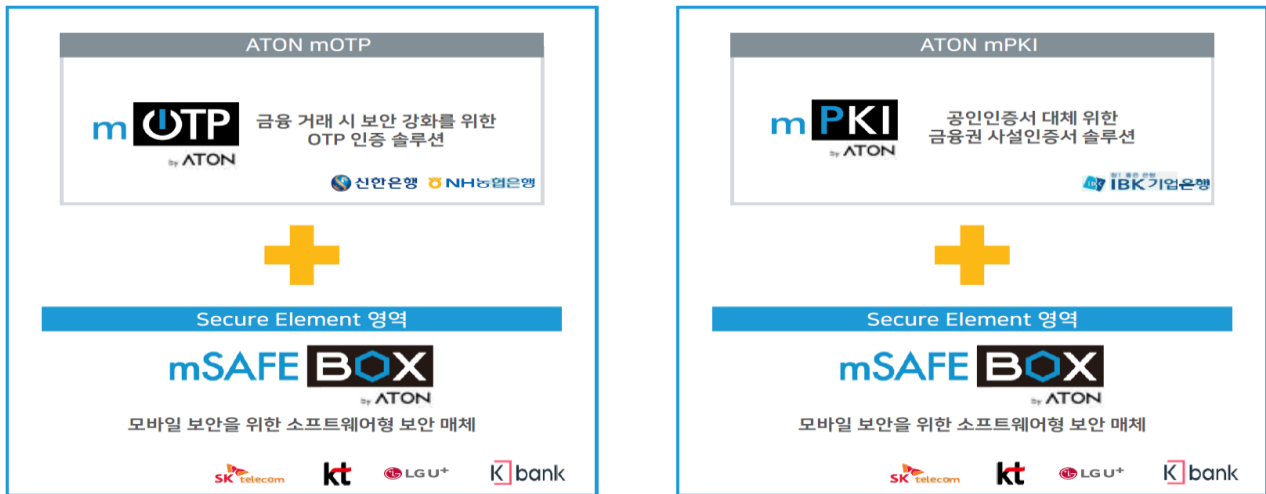 ATON mOTP
m OTP
by ATON
금융 거래 시 보안 강화를 위한
OTP 인증 솔루션
신한은행 NH농협은행
Secure Element 영역
mSAFE BOX
by ATON
모바일 보안을 위한 소프트웨어형 보안 매체
SK telecom kt LG U+ K bank
ATON mPKI
m PKI
by ATON
공인인증서 대체 위한
금융권 사설인증서 솔루션
참! 좋은 은행
IBK IBK기업은행
Secure Element 영역
mSAFE BOX
by ATON
모바일 보안을 위한 소프트웨어형 보안 매체
SK telecom kt LG U+ K bank